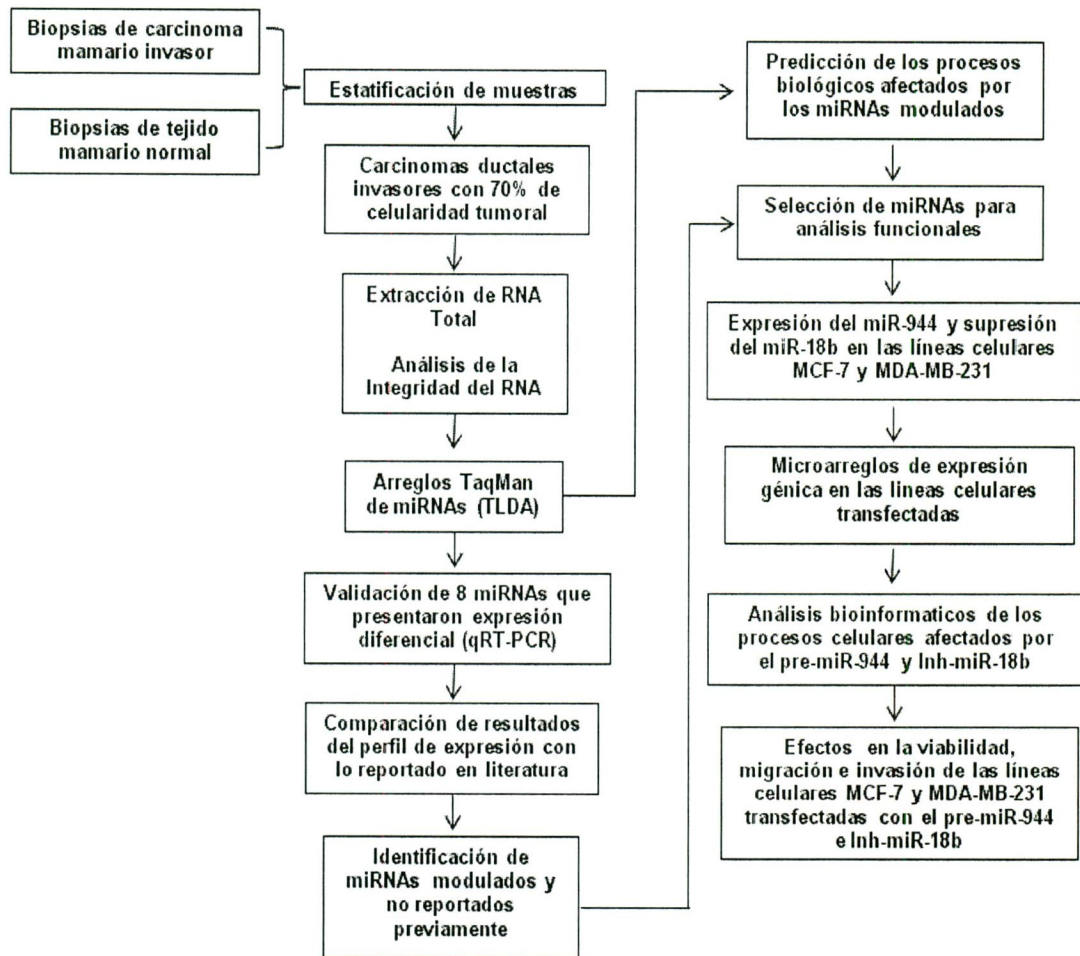 Biopsias de carcinoma
mamario invasor
Biopsias de tejido
mamario normal
Estatificación de muestras
Carcinomas ductales
invasores con 70% de
celularidad tumoral
Extracción de RNA
Total
Análisis de la
Integridad del RNA
Arreglos TaqMan
de miRNAs (TLDA)
Validación de 8 miRNAs que
presentaron expresión
diferencial (qRT-PCR)
Comparación de resultados
del perfil de expresión con
lo reportado en literatura
Identificación de
miRNAs modulados y
no reportados
previamente
Predicción de los procesos
biológicos afectados por
los miRNAs modulados
Selección de miRNAs para
análisis funcionales
Expresión del miR-944 y supresión
del miR-18b en las líneas celulares
MCF-7 y MDA-MB-231
Microarreglos de expresión
génica en las lineas celulares
transfectadas
Análisis bioinformaticos de los
procesos celulares afectados por
el pre-miR-944 y Inh-miR-18b
Efectos en la viabilidad,
migración e invasión de las líneas
celulares MCF-7 y MDA-MB-231
transfectadas con el pre-miR-944
e Inh-miR-18b